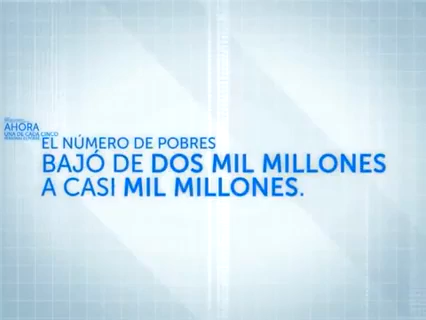 AHORA
UNA DE CADA CINCO
EL NÚMERO DE POBRES
BAJÓ DE DOS MIL MILLONES
A CASI MIL MILLONES.